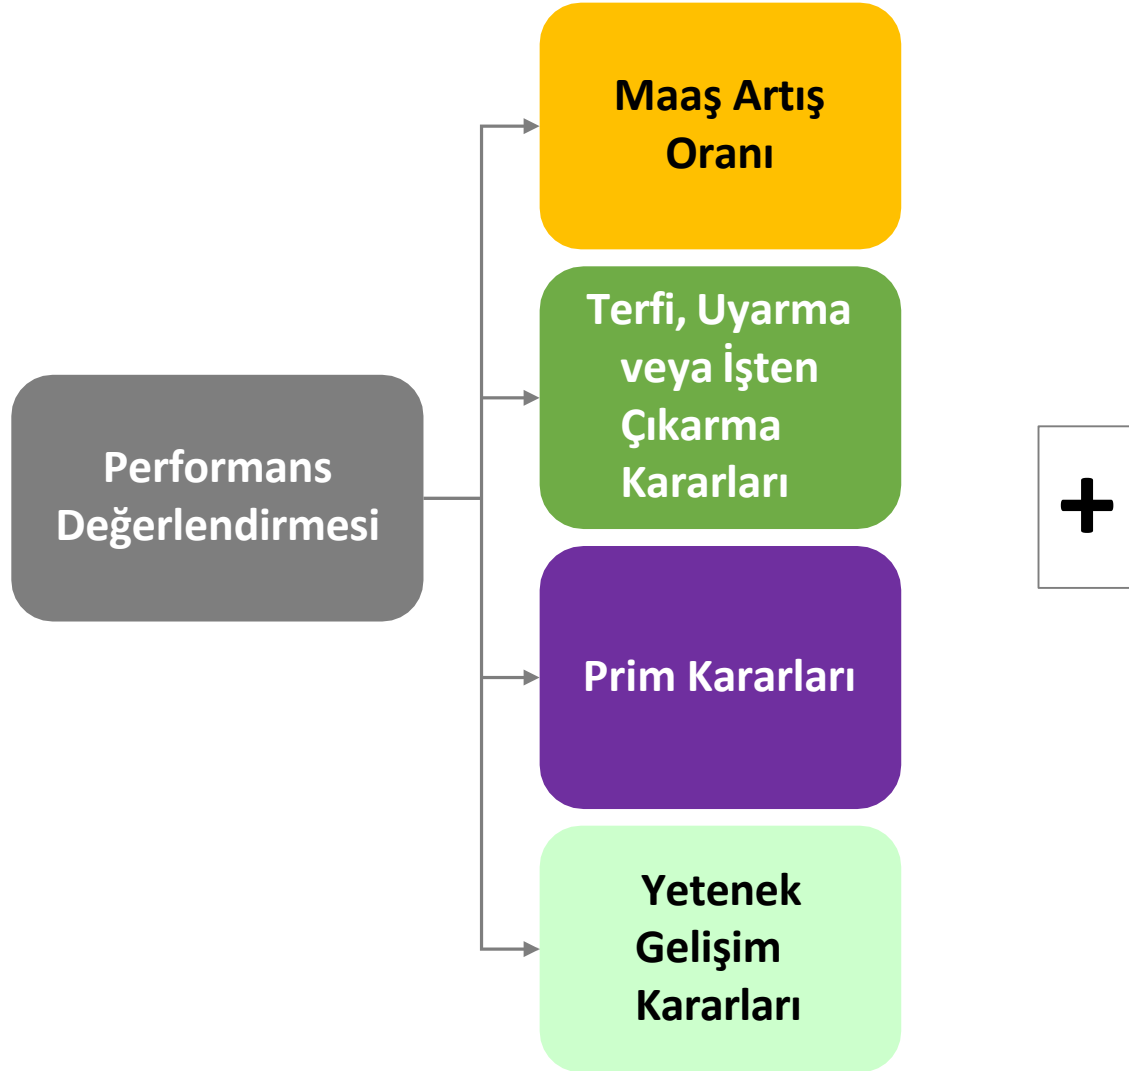 Maaş Artış
Oranı
Terfi, Uyarma
veya İşten
Çıkarma
Kararları
Performans
Değerlendirmesi
+
Prim Kararları
Yetenek
Gelişim
Kararları